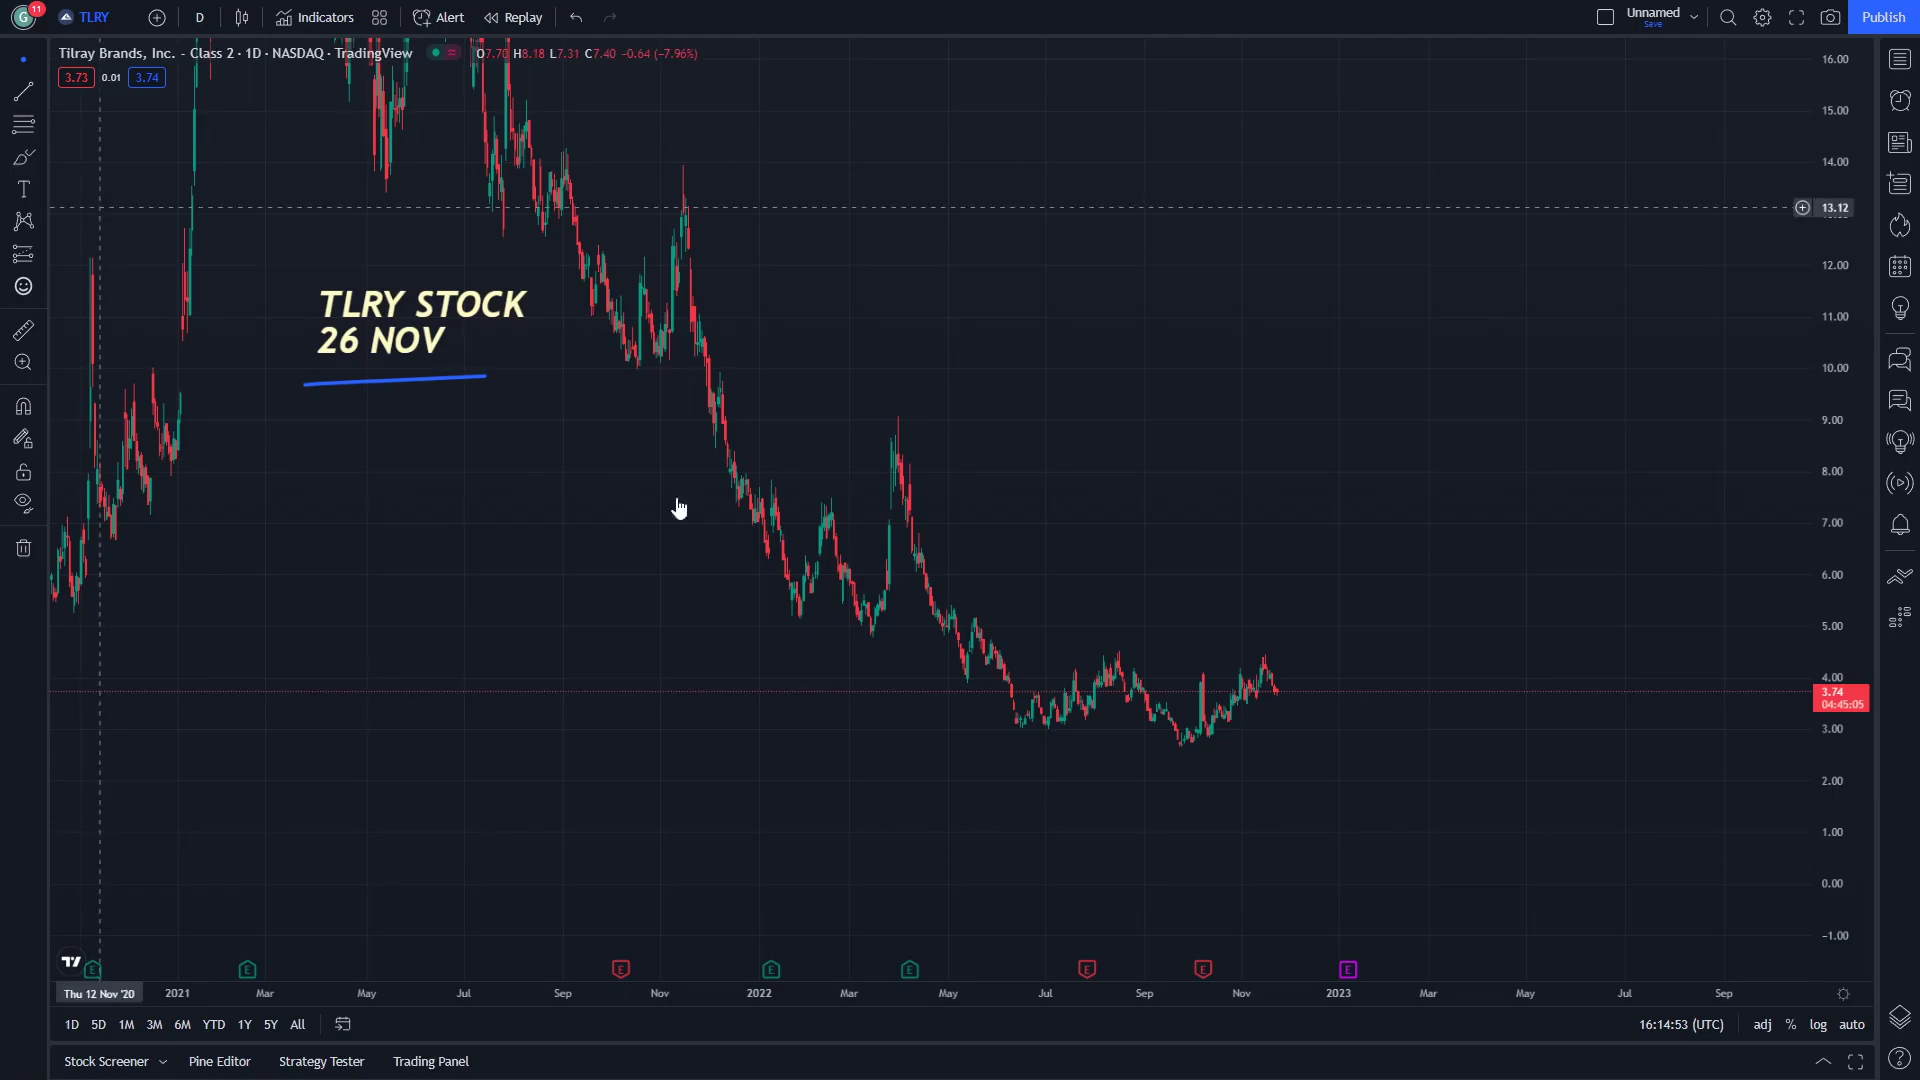 G 11 TLRY D Indicators Alert Replay Unnamed Save Publish
Tilray Brands, Inc. - Class 2 · 1D · NASDAQ · TradingView O7.70 H8.18 L7.31 C7.40 −0.64 (−7.96%)
3.73 0.01 3.74
16.00
15.00
14.00
13.12
12.00
11.00
10.00
9.00
8.00
7.00
6.00
5.00
4.00
3.74
04:45:05
3.00
2.00
1.00
0.00
−1.00
TLRY STOCK
26 NOV
E E E E E E E E
Thu 12 Nov '20 2021 Mar May Jul Sep Nov 2022 Mar May Jul Sep Nov 2023 Mar May Jul Sep
1D 5D 1M 3M 6M YTD 1Y 5Y All 16:14:53 (UTC) adj % log auto
Stock Screener Pine Editor Strategy Tester Trading Panel